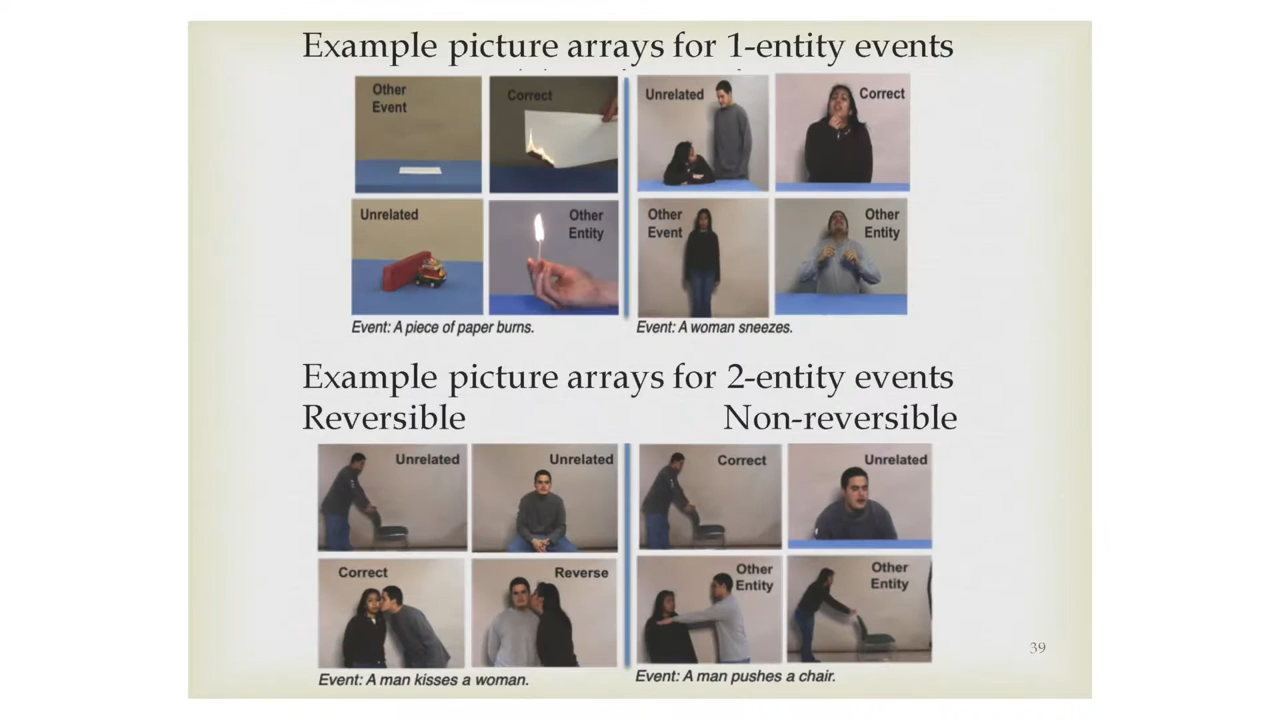 Example picture arrays for 1-entity events
Other
Event
Correct
Unrelated
Correct
Unrelated
Other
Entity
Other
Event
Other
Entity
Event: A piece of paper burns.
Event: A woman sneezes.
Example picture arrays for 2-entity events
Reversible
Non-reversible
Unrelated
Unrelated
Correct
Unrelated
Correct
Reverse
Other
Entity
Other
Entity
Event: A man kisses a woman.
Event: A man pushes a chair.
39